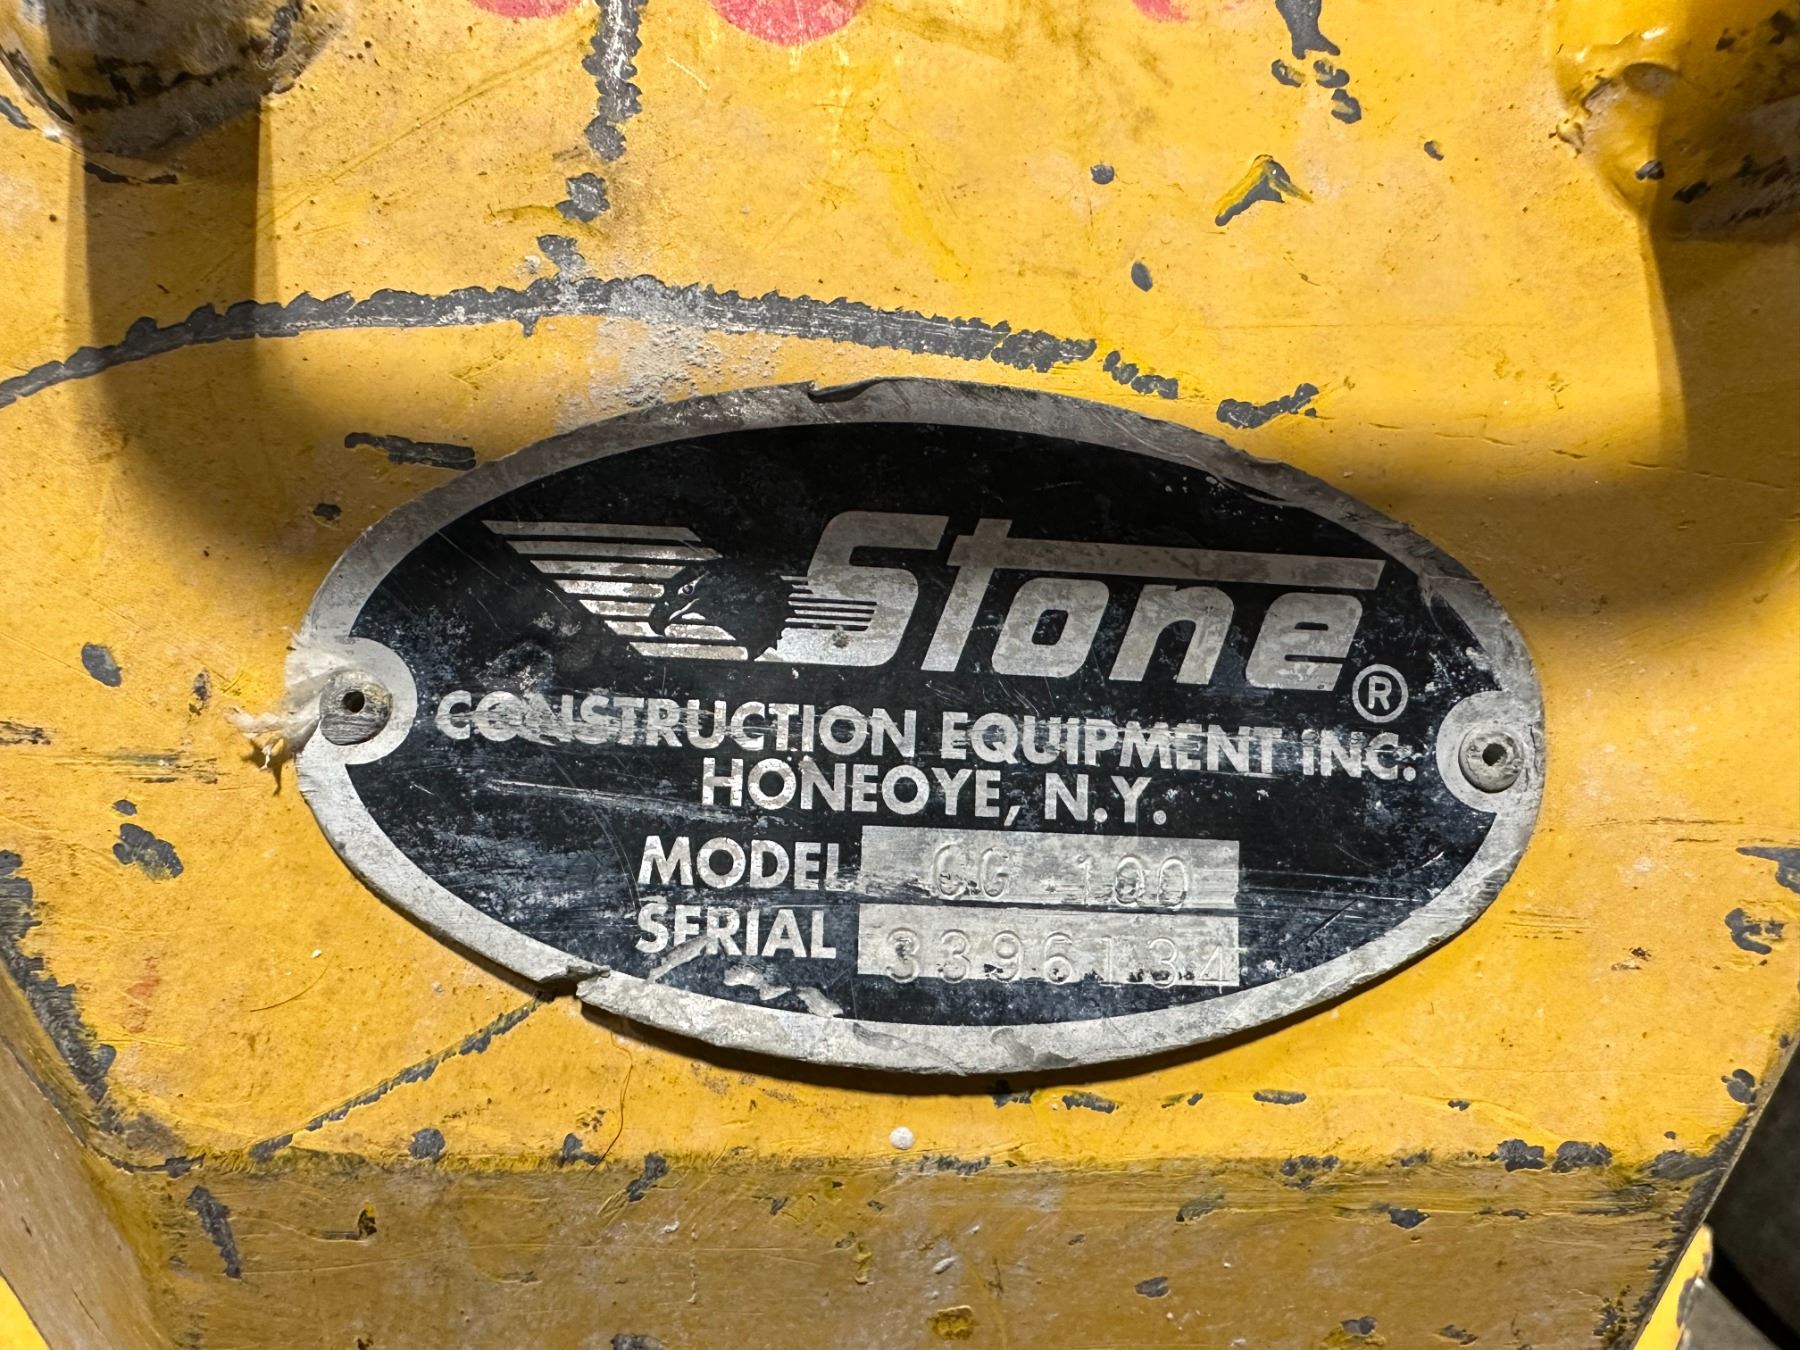 Stone®
CONSTRUCTION EQUIPMENT INC.
HONEOYE, N.Y.
MODEL CG 100
SERIAL 3396134